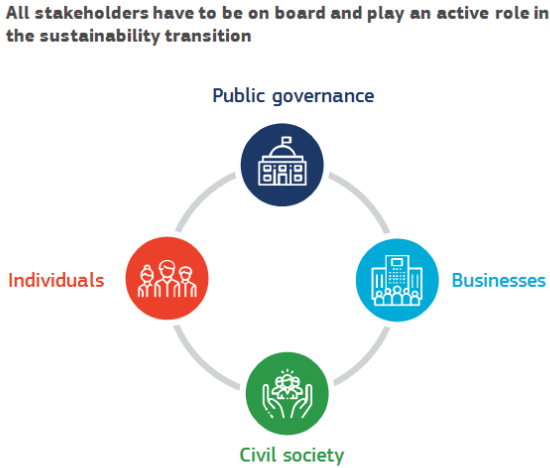 All stakeholders have to be on board and play an active role in
the sustainability transition
Public governance
Individuals
Businesses
Civil society